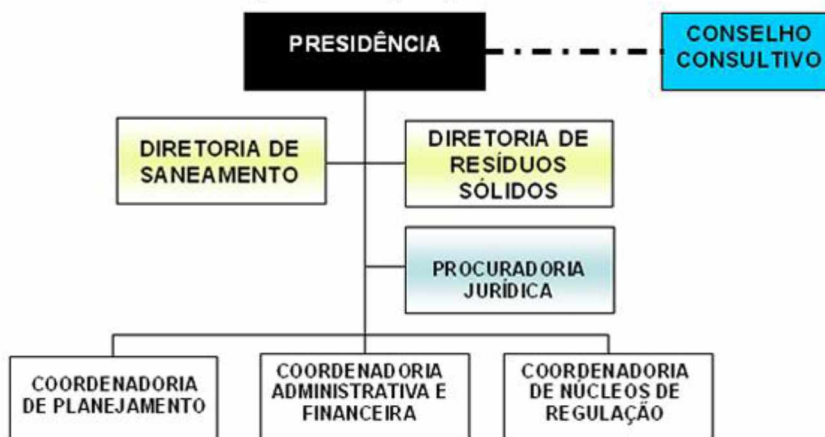 PRESIDÊNCIA
CONSELHO
CONSULTIVO
DIRETORIA DE
SANEAMENTO
DIRETORIA DE
RESÍDUOS
SÓLIDOS
PROCURADORIA
JURÍDICA
COORDENADORIA
DE PLANEJAMENTO
COORDENADORIA
ADMINISTRATIVA E
FINANCEIRA
COORDENADORIA
DE NÚCLEOS DE
REGULAÇÃO